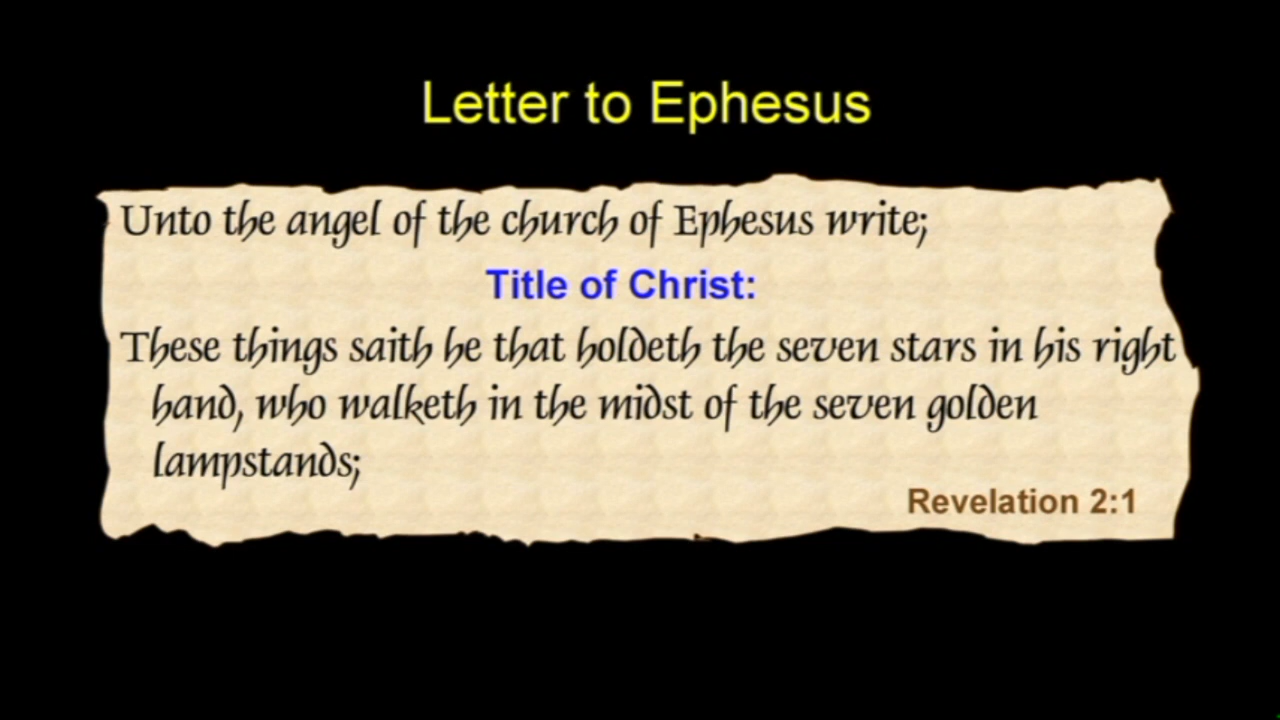 Letter to Ephesus
Unto the angel of the church of Ephesus write;
Title of Christ:
These things saith he that holdeth the seven stars in his right
hand, who walketh in the midst of the seven golden
lampstands;
Revelation 2:1